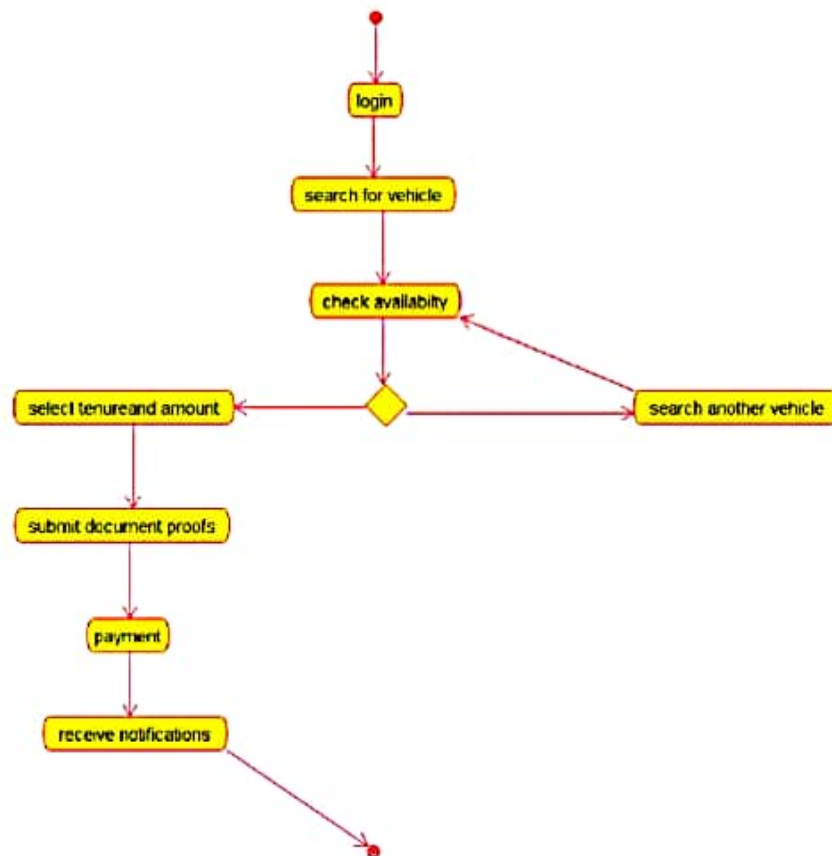 login
search for vehicle
check availabilty
select tenureand amount
search another vehicle
submit document proofs
payment
receive notifications